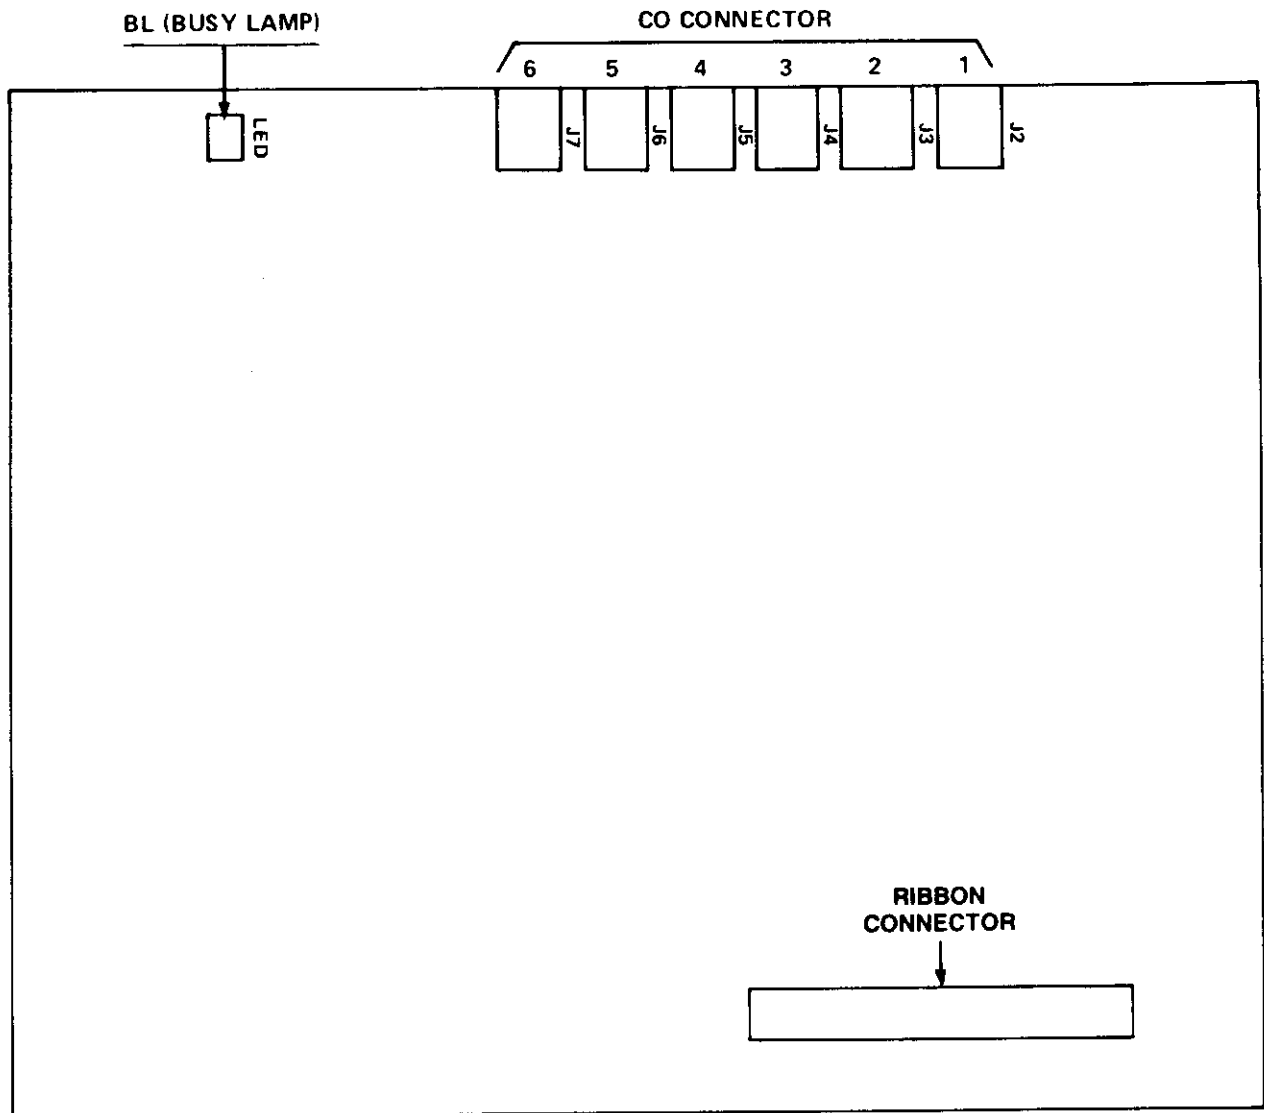 BL (BUSY LAMP)
CO CONNECTOR
6 5 4 3 2 1
LED
J7 J6 J5 J4 J3 J2
RIBBON
CONNECTOR